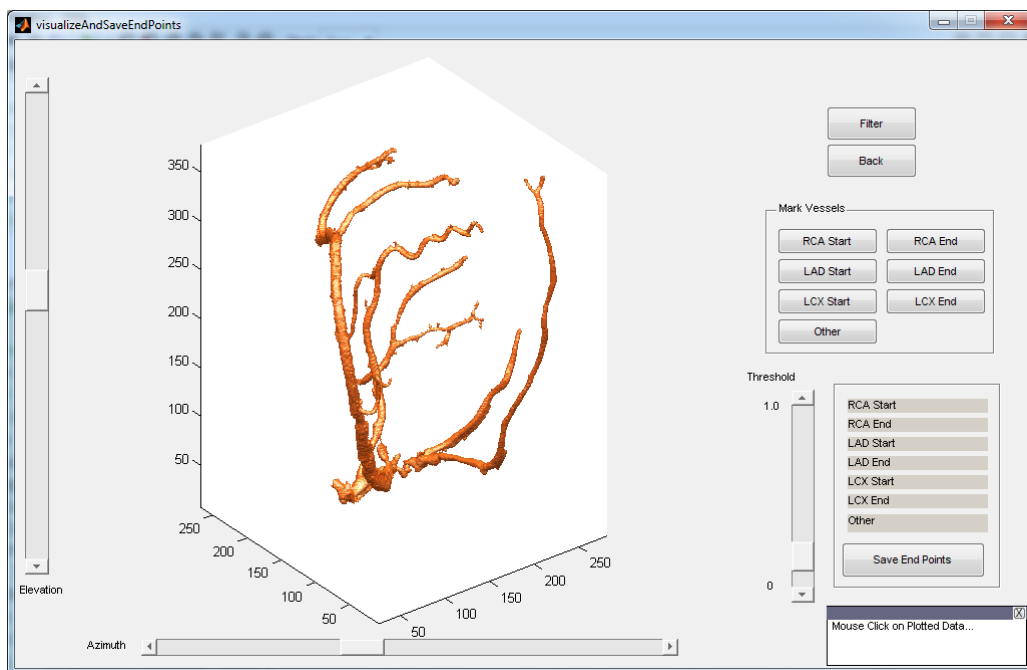 visualizeAndSaveEndPoints
350
300
250
200
150
100
50
250
200
150
100
50
50
100
150
200
250
Elevation
Azimuth
Filter
Back
Mark Vessels
RCA Start RCA End
LAD Start LAD End
LCX Start LCX End
Other
Threshold
1.0
0
RCA Start
RCA End
LAD Start
LAD End
LCX Start
LCX End
Other
Save End Points
Mouse Click on Plotted Data...